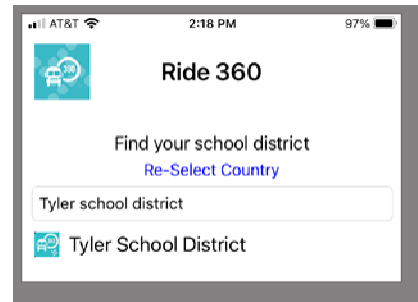 AT&T 2:18 PM 97%
Ride 360
Find your school district
Re-Select Country
Tyler school district
Tyler School District